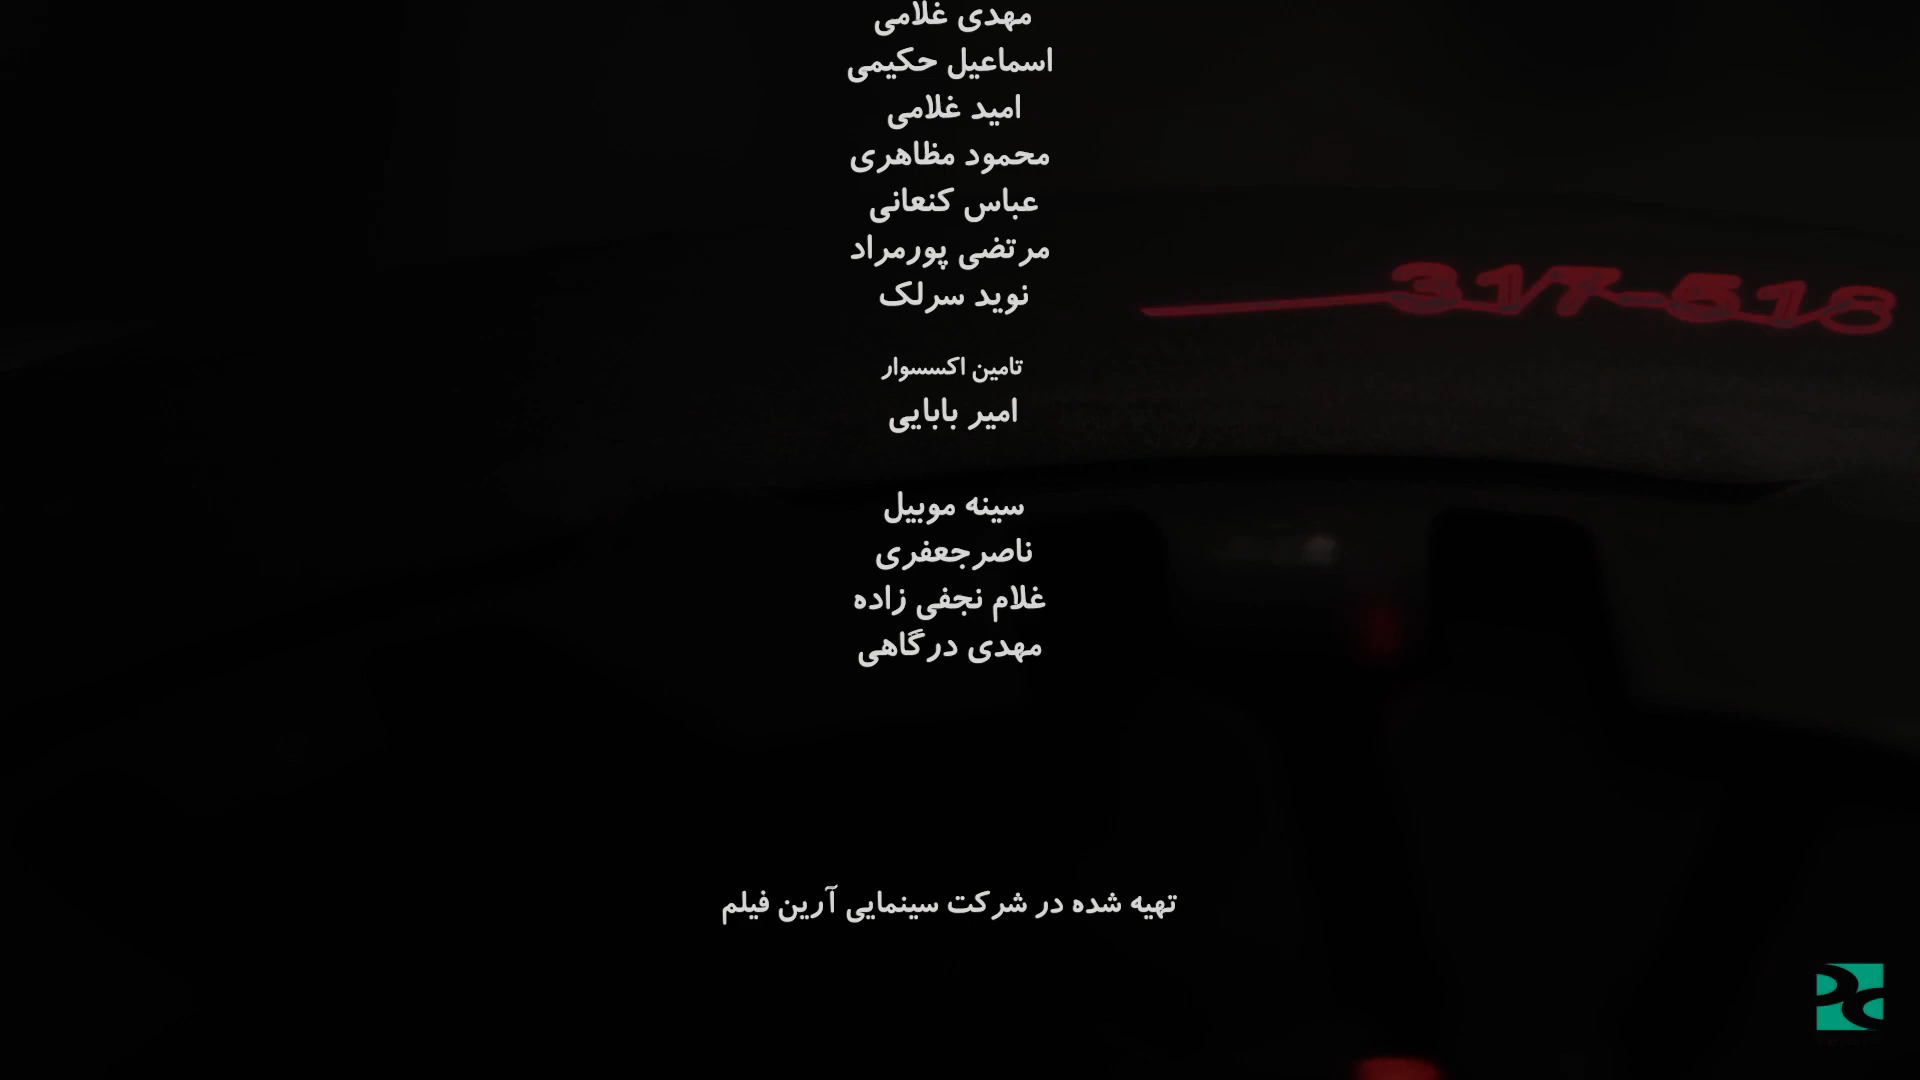 مهدی غلامی
اسماعیل حکیمی
امید غلامی
محمود مظاهری
عباس کنعانی
مرتضی پورمراد
نوید سرلک
317-518
تامین اکسسوار
امیر بابایی
سینه موبیل
ناصرجعفری
غلام نجفی زاده
مهدی درگاهی
تهیه شده در شرکت سینمایی آرین فیلم